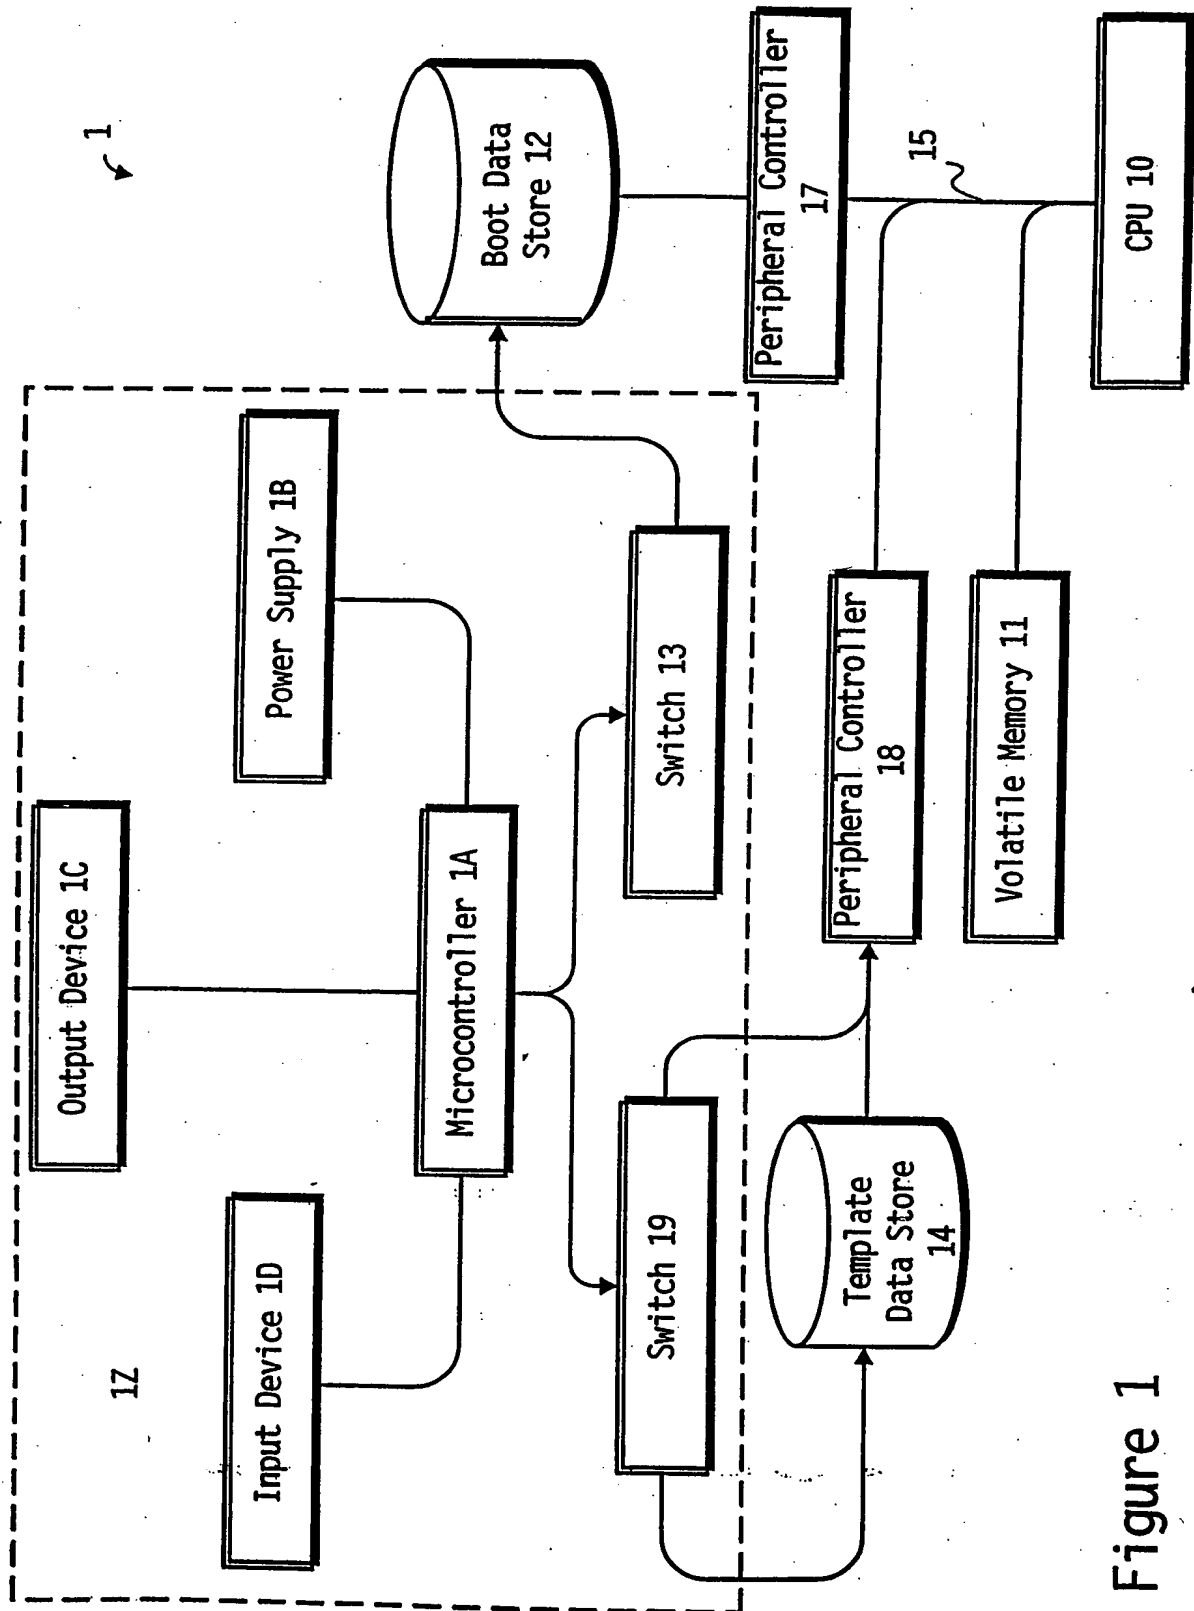 1
1Z
Output Device 1C
Input Device 1D
Power Supply 1B
Microcontroller 1A
Switch 19
Switch 13
Boot Data
Store 12
Template
Data Store
14
Peripheral Controller
18
Peripheral Controller
17
Volatile Memory 11
15
CPU 10
Figure 1